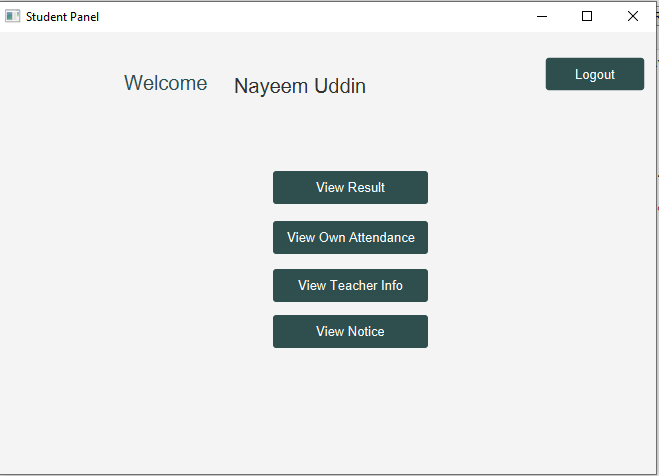 Student Panel
Welcome Nayeem Uddin
Logout
View Result
View Own Attendance
View Teacher Info
View Notice